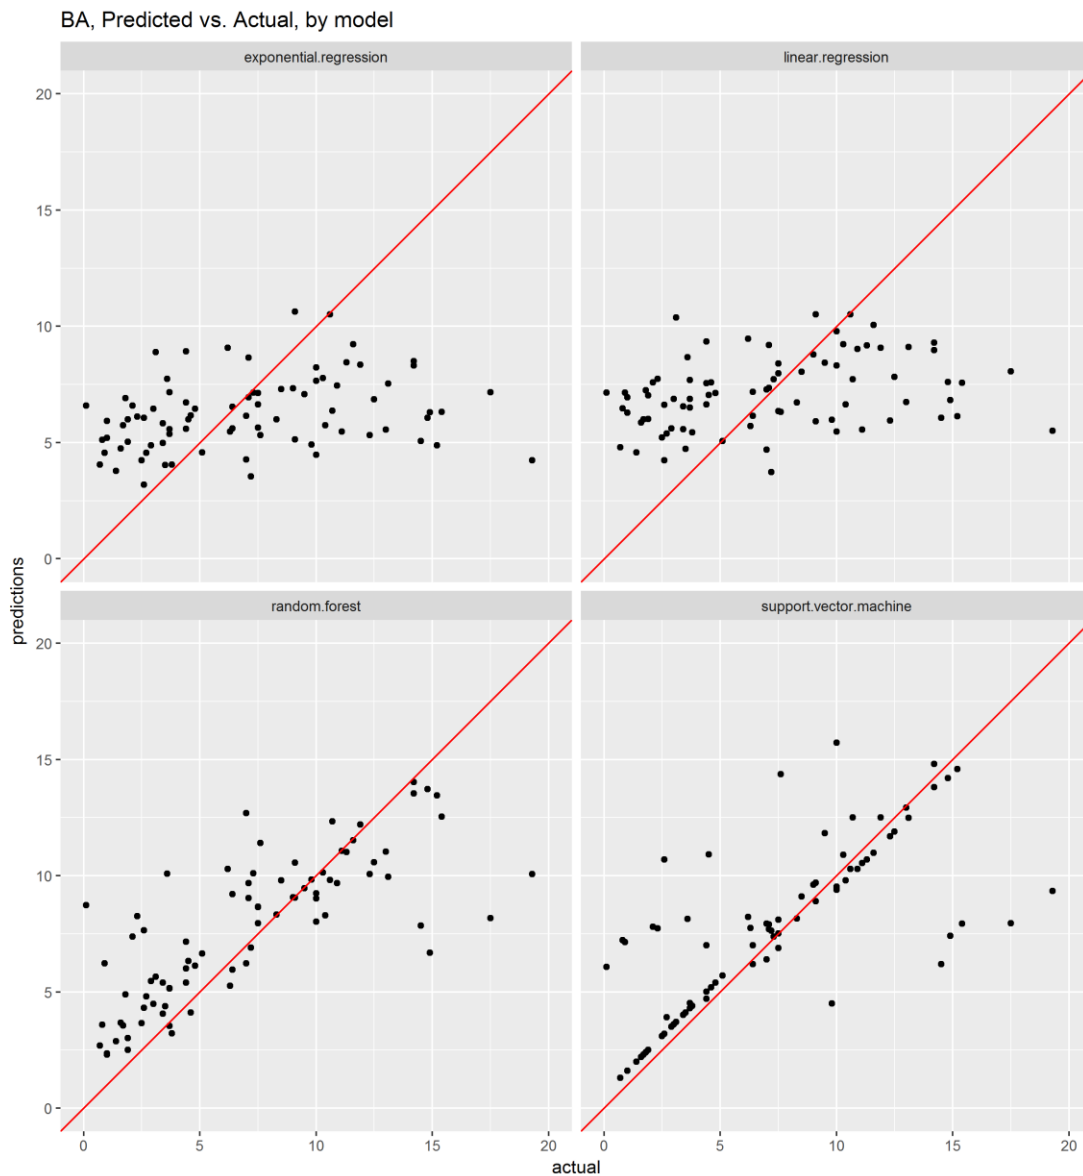 BA, Predicted vs. Actual, by model
exponential.regression
linear.regression
20
15
10
5
0
random.forest
support.vector.machine
20
15
10
5
0
predictions
0 5 10 15 20 0 5 10 15 20
actual